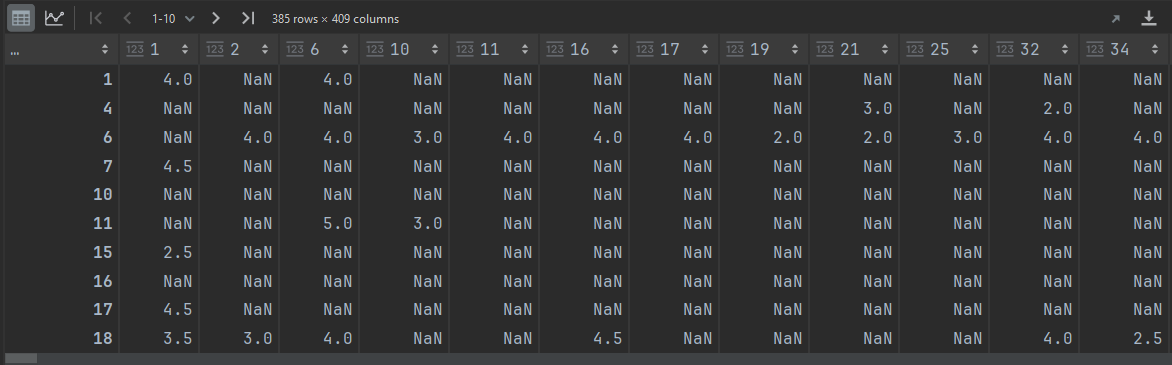 1-10 385 rows × 409 columns
... 123 1 123 2 123 6 123 10 123 11 123 16 123 17 123 19 123 21 123 25 123 32 123 34
1 4.0 NaN 4.0 NaN NaN NaN NaN NaN NaN NaN NaN NaN
4 NaN NaN NaN NaN NaN NaN NaN NaN 3.0 NaN 2.0 NaN
6 NaN 4.0 4.0 3.0 4.0 4.0 4.0 2.0 2.0 3.0 4.0 4.0
7 4.5 NaN NaN NaN NaN NaN NaN NaN NaN NaN NaN NaN
10 NaN NaN NaN NaN NaN NaN NaN NaN NaN NaN NaN NaN
11 NaN NaN 5.0 3.0 NaN NaN NaN NaN NaN NaN NaN NaN
15 2.5 NaN NaN NaN NaN NaN NaN NaN NaN NaN NaN NaN
16 NaN NaN NaN NaN NaN NaN NaN NaN NaN NaN NaN NaN
17 4.5 NaN NaN NaN NaN NaN NaN NaN NaN NaN NaN NaN
18 3.5 3.0 4.0 NaN NaN 4.5 NaN NaN NaN NaN 4.0 2.5